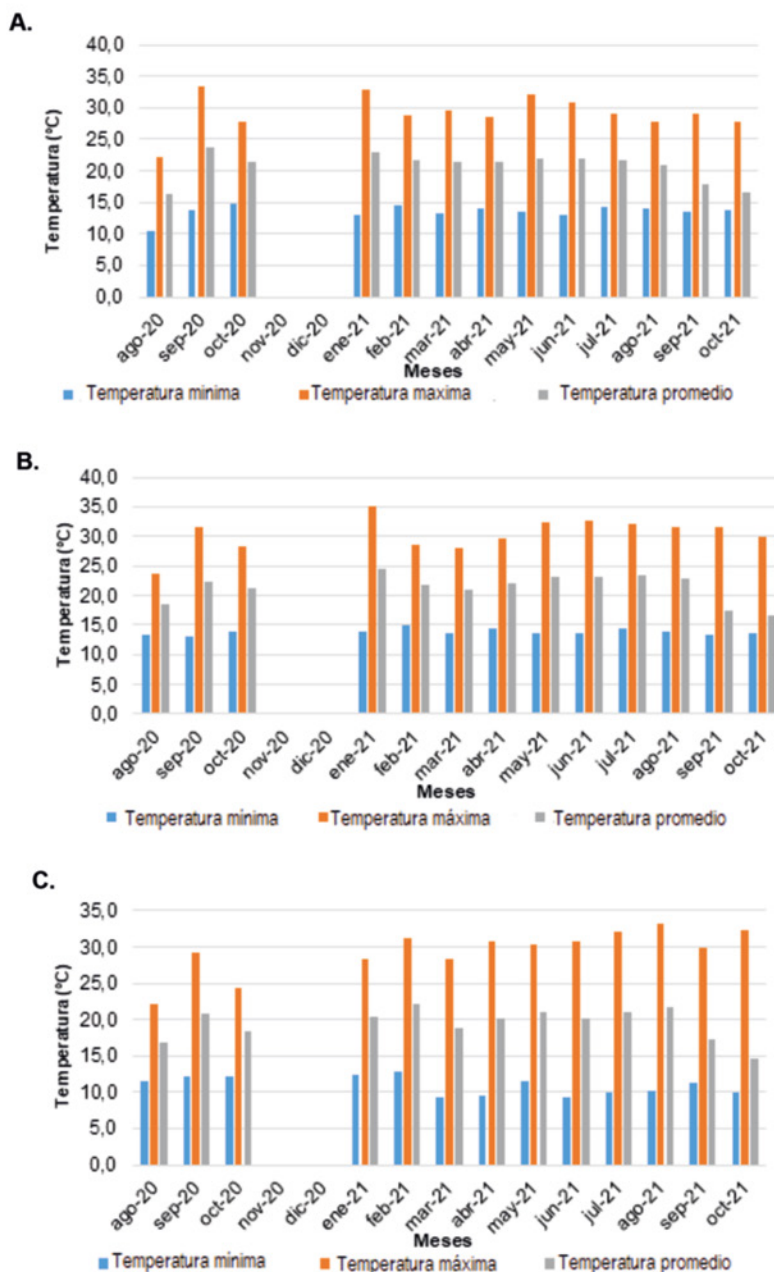 A.
Temperatura (°C)
40,0
35,0
30,0
25,0
20,0
15,0
10,0
5,0
0,0
ago-20 sep-20 oct-20 nov-20 dic-20 ene-21 feb-21 mar-21 abr-21 may-21 jun-21 jul-21 ago-21 sep-21 oct-21
Meses
Temperatura minima Temperatura maxima Temperatura promedio
B.
Temperatura (°C)
40,0
35,0
30,0
25,0
20,0
15,0
10,0
5,0
0,0
ago-20 sep-20 oct-20 nov-20 dic-20 ene-21 feb-21 mar-21 abr-21 may-21 jun-21 jul-21 ago-21 sep-21 oct-21
Meses
Temperatura mínima Temperatura máxima Temperatura promedio
C.
Temperatura (°C)
35,0
30,0
25,0
20,0
15,0
10,0
5,0
0,0
ago-20 sep-20 oct-20 nov-20 dic-20 ene-21 feb-21 mar-21 abr-21 may-21 jun-21 jul-21 ago-21 sep-21 oct-21
Meses
Temperatura mínima Temperatura máxima Temperatura promedio